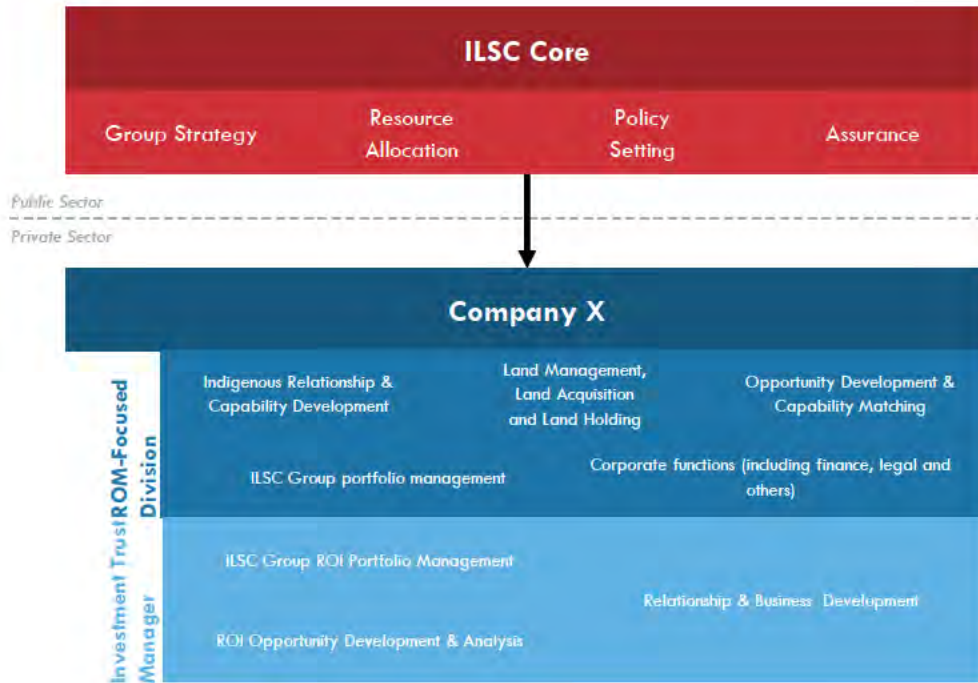 ILSC Core
Group Strategy
Resource
Allocation
Policy
Setting
Assurance
Public Sector
Private Sector
Company X
ROM-Focused
Division
Indigenous Relationship &
Capability Development
Land Management,
Land Acquisition
and Land Holding
Opportunity Development &
Capability Matching
ILSC Group portfolio management
Corporate functions (including finance, legal and
others)
Investment Trust
Manager
ILSC Group ROI Portfolio Management
Relationship & Business Development
ROI Opportunity Development & Analysis